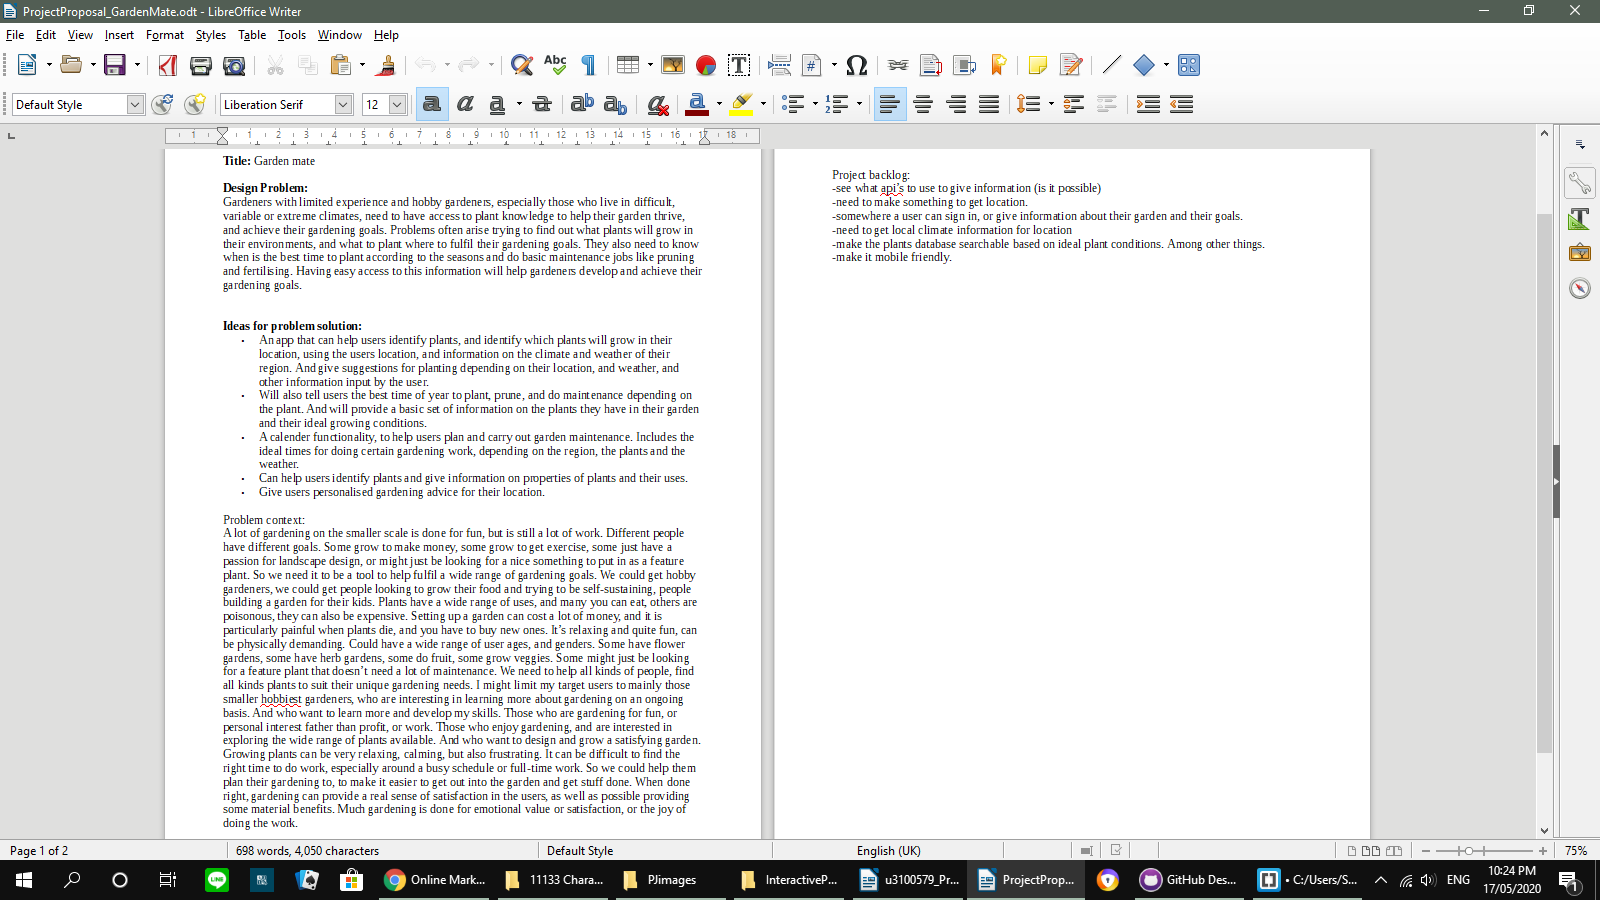 ProjectProposal_GardenMate.odt - LibreOffice Writer
File Edit View Insert Format Styles Table Tools Window Help
Default Style
Liberation Serif
12
1 1 2 3 4 5 6 7 8 9 10 11 12 13 14 15 16 17 18
Title: Garden mate
Design Problem:
Gardeners with limited experience and hobby gardeners, especially those who live in difficult,
variable or extreme climates, need to have access to plant knowledge to help their garden thrive,
and achieve their gardening goals. Problems often arise trying to find out what plants will grow in
their environments, and what to plant where to fulfil their gardening goals. They also need to know
when is the best time to plant according to the seasons and do basic maintenance jobs like pruning
and fertilising. Having easy access to this information will help gardeners develop and achieve their
gardening goals.
Ideas for problem solution:
• An app that can help users identify plants, and identify which plants will grow in their
location, using the users location, and information on the climate and weather of their
region. And give suggestions for planting depending on their location, and weather, and
other information input by the user.
• Will also tell users the best time of year to plant, prune, and do maintenance depending on
the plant. And will provide a basic set of information on the plants they have in their garden
and their ideal growing conditions.
• A calender functionality, to help users plan and carry out garden maintenance. Includes the
ideal times for doing certain gardening work, depending on the region, the plants and the
weather.
• Can help users identify plants and give information on properties of plants and their uses.
• Give users personalised gardening advice for their location.
Problem context:
A lot of gardening on the smaller scale is done for fun, but is still a lot of work. Different people
have different goals. Some grow to make money, some grow to get exercise, some just have a
passion for landscape design, or might just be looking for a nice something to put in as a feature
plant. So we need it to be a tool to help fulfil a wide range of gardening goals. We could get hobby
gardeners, we could get people looking to grow their food and trying to be self-sustaining, people
building a garden for their kids. Plants have a wide range of uses, and many you can eat, others are
poisonous, they can also be expensive. Setting up a garden can cost a lot of money, and it is
particularly painful when plants die, and you have to buy new ones. It's relaxing and quite fun, can
be physically demanding. Could have a wide range of user ages, and genders. Some have flower
gardens, some have herb gardens, some do fruit, some grow veggies. Some might just be looking
for a feature plant that doesn't need a lot of maintenance. We need to help all kinds of people, find
all kinds plants to suit their unique gardening needs. I might limit my target users to mainly those
smaller hobbiest gardeners, who are interesting in learning more about gardening on an ongoing
basis. And who want to learn more and develop my skills. Those who are gardening for fun, or
personal interest father than profit, or work. Those who enjoy gardening, and are interested in
exploring the wide range of plants available. And who want to design and grow a satisfying garden.
Growing plants can be very relaxing, calming, but also frustrating. It can be difficult to find the
right time to do work, especially around a busy schedule or full-time work. So we could help them
plan their gardening to, to make it easier to get out into the garden and get stuff done. When done
right, gardening can provide a real sense of satisfaction in the users, as well as possible providing
some material benefits. Much gardening is done for emotional value or satisfaction, or the joy of
doing the work.
Project backlog:
-see what api's to use to give information (is it possible)
-need to make something to get location.
-somewhere a user can sign in, or give information about their garden and their goals.
-need to get local climate information for location
-make the plants database searchable based on ideal plant conditions. Among other things.
-make it mobile friendly.
Page 1 of 2
698 words, 4,050 characters
Default Style
English (UK)
75%
LINE
Online Mark...
11133 Chara...
PJimages
InteractiveP...
u3100579_Pr...
ProjectProp...
GitHub Des...
• C:/Users/S...
ENG
10:24 PM
17/05/2020
1